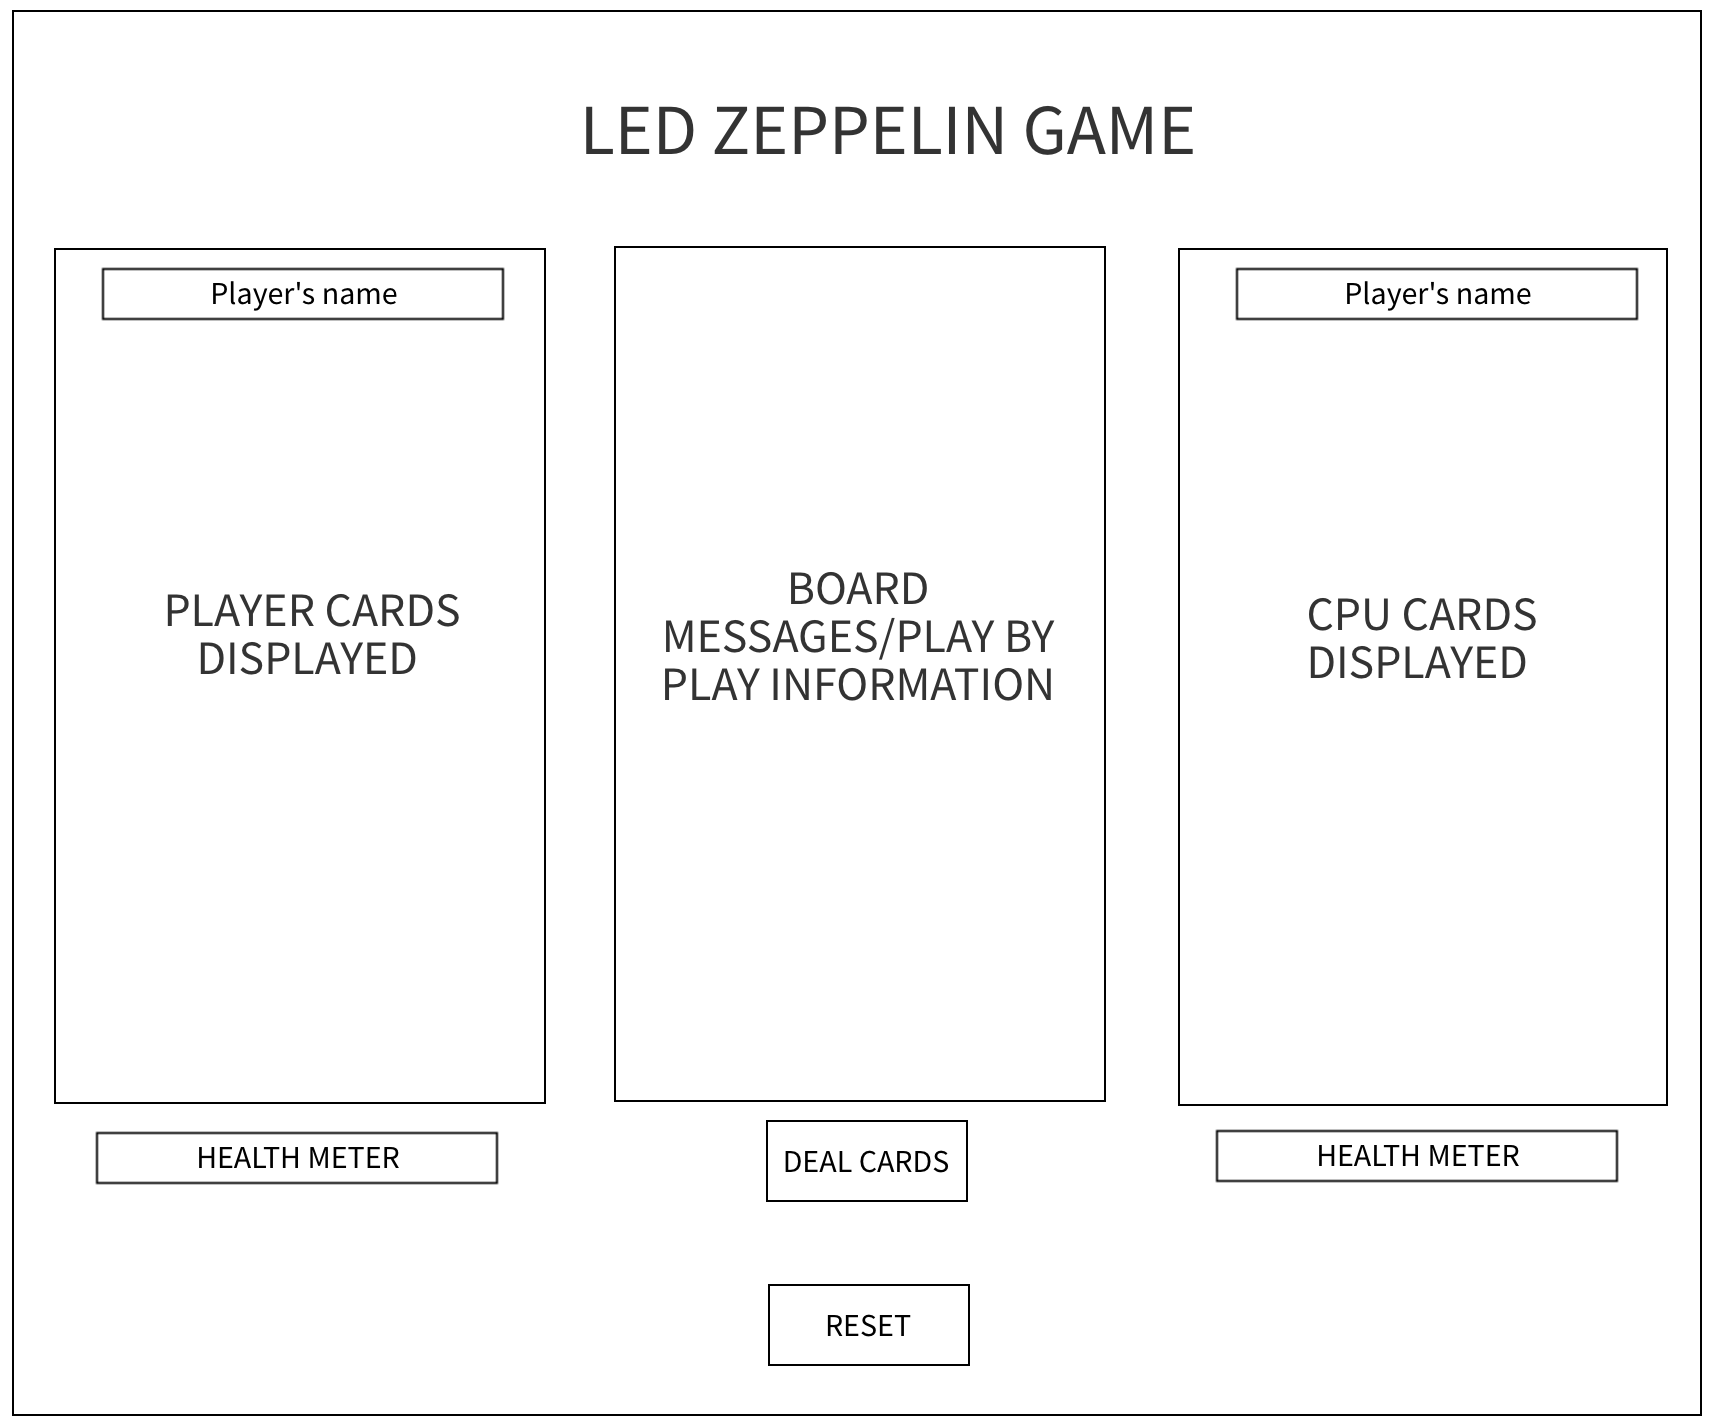 LED ZEPPELIN GAME
Player's name
PLAYER CARDS
DISPLAYED
HEALTH METER
BOARD
MESSAGES/PLAY BY
PLAY INFORMATION
DEAL CARDS
RESET
Player's name
CPU CARDS
DISPLAYED
HEALTH METER